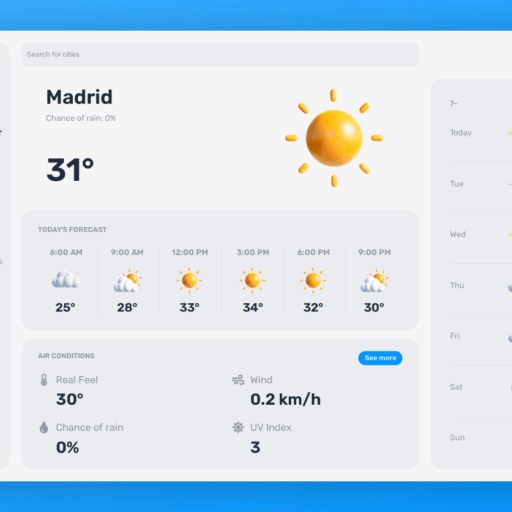 Search for cities
Madrid
Chance of rain: 0%
31°
TODAY'S FORECAST
6:00 AM 9:00 AM 12:00 PM 3:00 PM 6:00 PM 9:00 PM
25° 28° 33° 34° 32° 30°
AIR CONDITIONS
See more
Real Feel
30°
Wind
0.2 km/h
Chance of rain
0%
UV Index
3
7-
Today
Tue
Wed
Thu
Fri
Sat
Sun